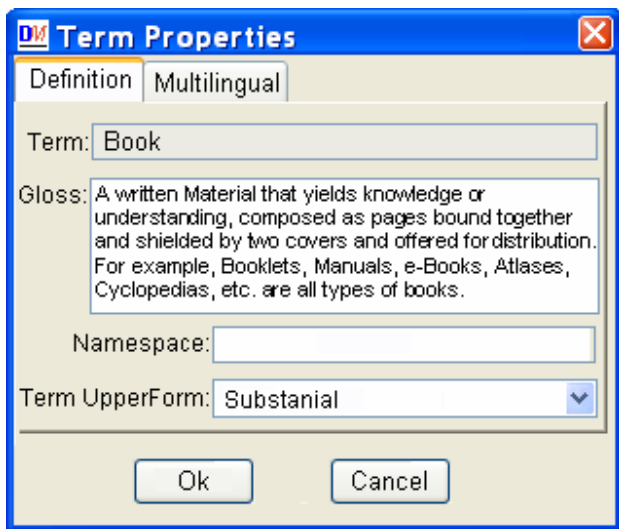 DM Term Properties
Definition Multilingual
Term: Book
Gloss: A written Material that yields knowledge or
understanding, composed as pages bound together
and shielded by two covers and offered for distribution.
For example, Booklets, Manuals, e-Books, Atlases,
Cyclopedias, etc. are all types of books.
Namespace:
Term UpperForm: Substanial
Ok Cancel